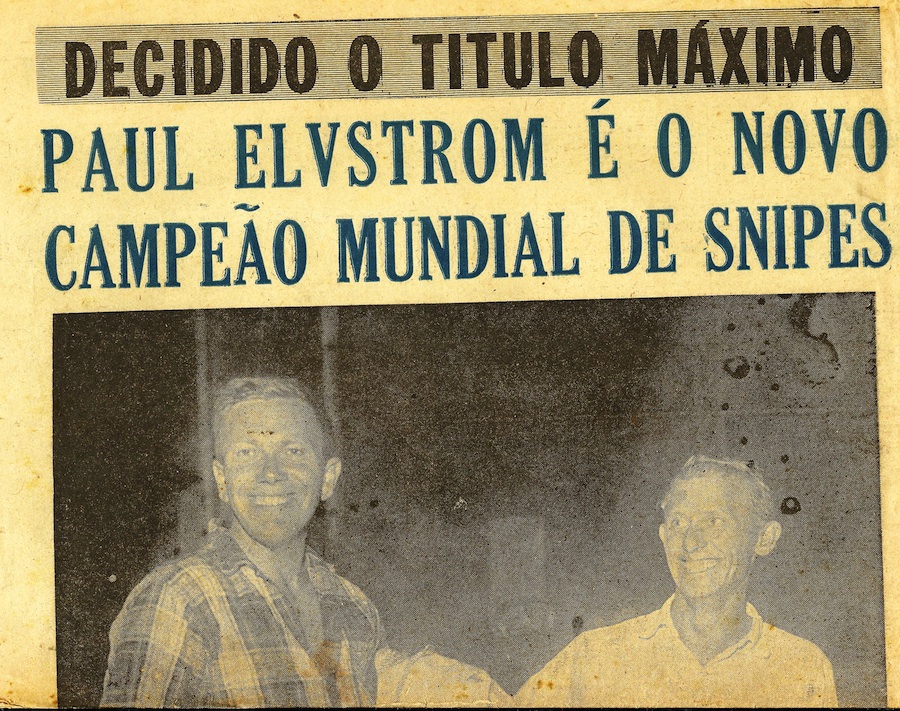 DECIDIDO O TITULO MÁXIMO
PAUL ELVSTROM É O NOVO
CAMPEÃO MUNDIAL DE SNIPES